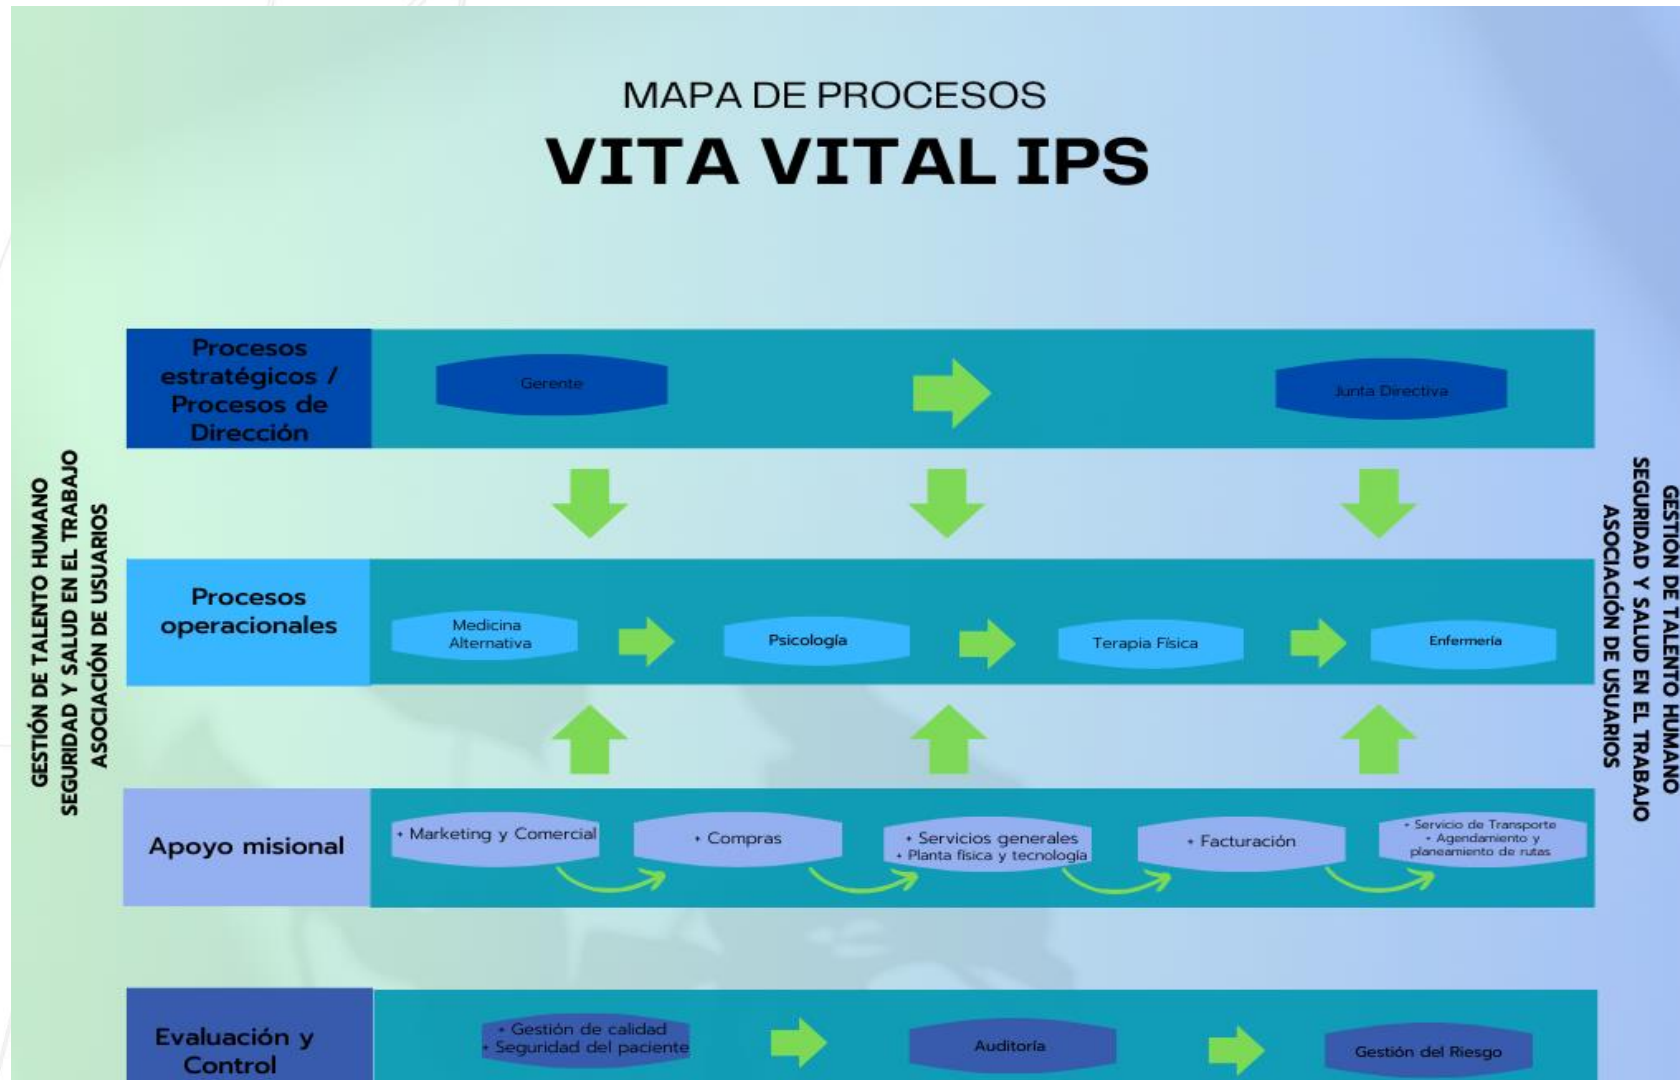 MAPA DE PROCESOS
VITA VITAL IPS
Procesos
estratégicos /
Procesos de
Dirección
Gerente
Junta Directiva
GESTIÓN DE TALENTO HUMANO
SEGURIDAD Y SALUD EN EL TRABAJO
ASOCIACIÓN DE USUARIOS
Procesos
operacionales
Medicina
Alternativa
Psicología
Terapia Física
Enfermería
GESTIÓN DE TALENTO HUMANO
SEGURIDAD Y SALUD EN EL TRABAJO
ASOCIACIÓN DE USUARIOS
Apoyo misional
+ Marketing y Comercial
+ Compras
+ Servicios generales
+ Planta física y tecnología
+ Facturación
+ Servicio de Transporte
+ Agendamiento y
planeamiento de rutas
Evaluación y
Control
+ Gestión de calidad
+ Seguridad del paciente
Auditoría
Gestión del Riesgo